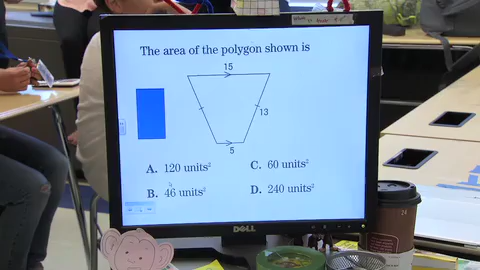 The area of the polygon shown is
15
13
5
A. 120 units²
C. 60 units²
B. 46 units²
D. 240 units²
DELL
24